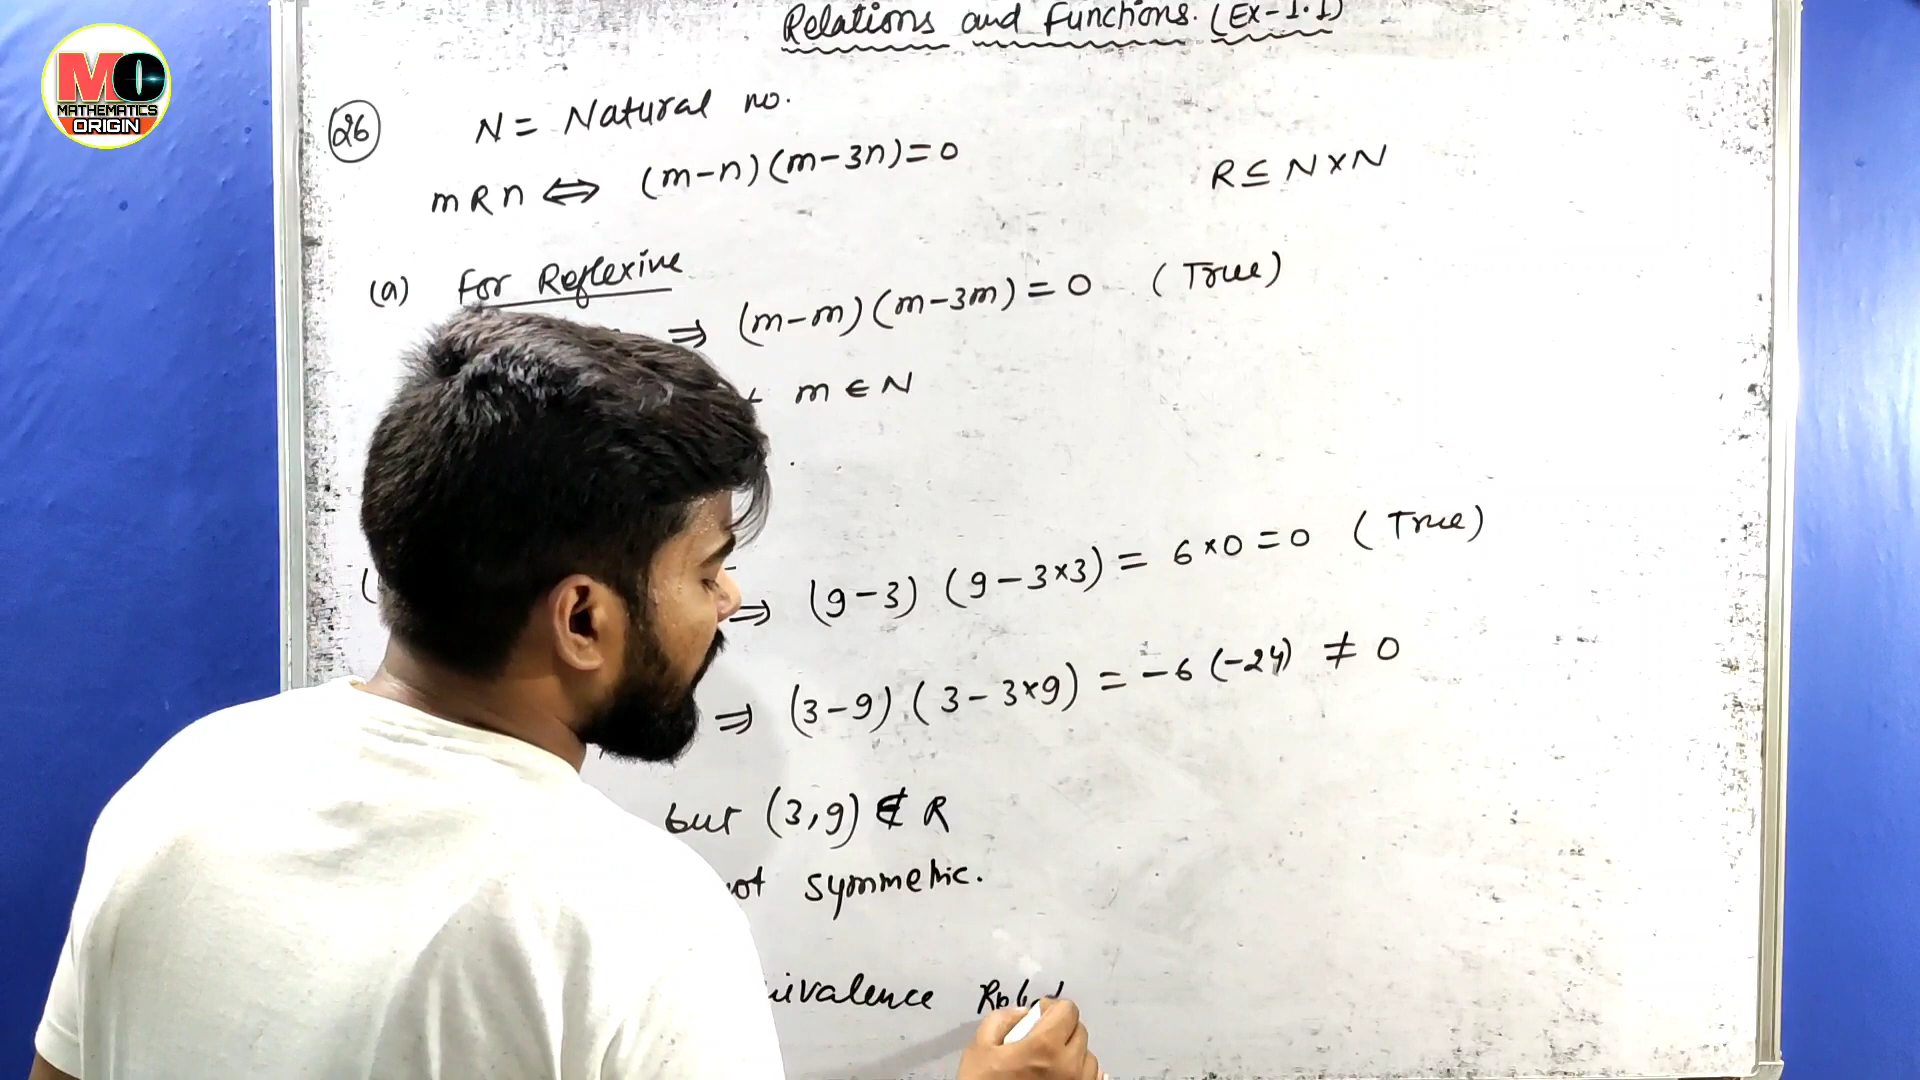 Relations and Functions. (Ex-1.1)
MO
MATHEMATICS
ORIGIN
26
N = Natural no.
m R n ⇔ (m-n)(m-3n)=0
R ⊆ N×N
(a) For Reflexive
⇒ (m-m)(m-3m)=0 (True)
m ∈ N
⇒ (9-3) (9-3×3) = 6×0=0 (True)
⇒ (3-9) (3-3×9) = -6(-24) ≠ 0
but (3,9) ∉ R
not symmetric.
uivalence